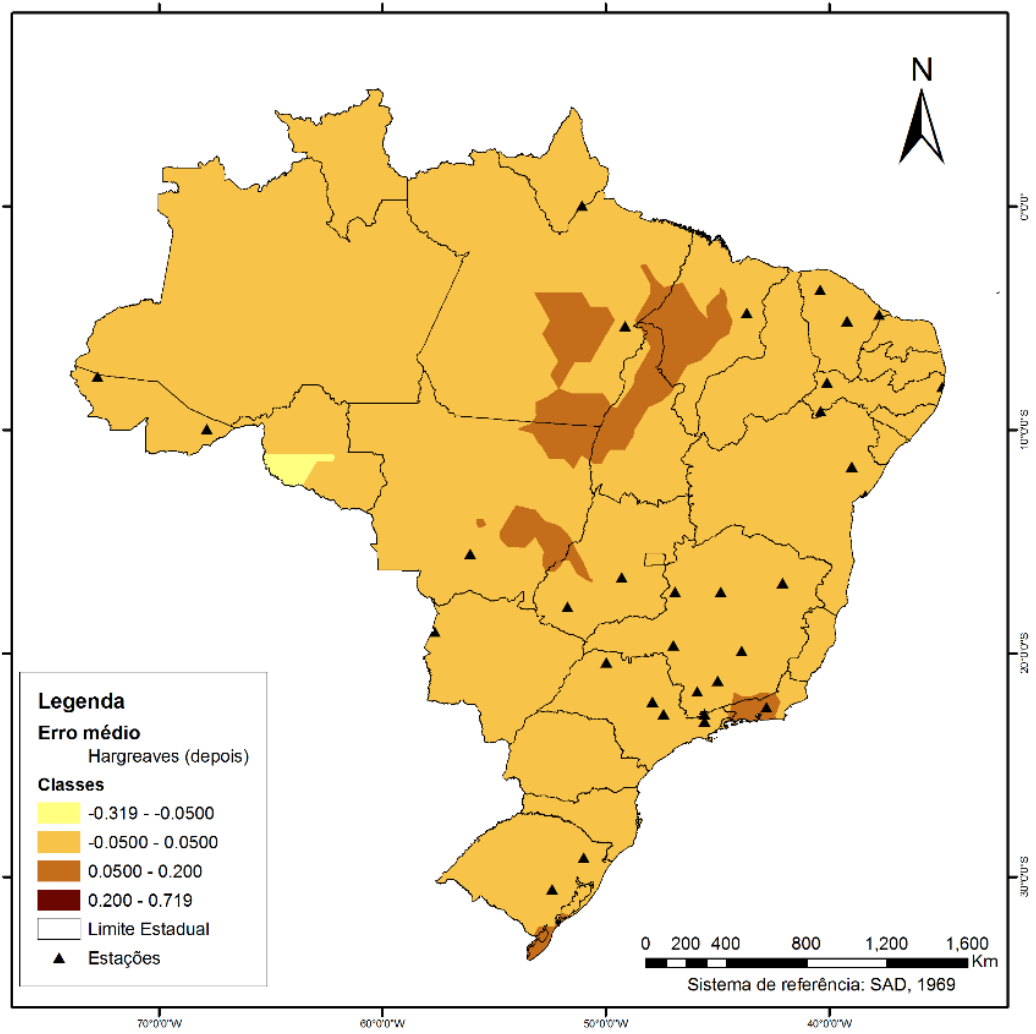 N
0°0'0"
10°0'0"S
20°0'0"S
30°0'0"S
Legenda
Erro médio
Hargreaves (depois)
Classes
-0.319 - -0.0500
-0.0500 - 0.0500
0.0500 - 0.200
0.200 - 0.719
Limite Estadual
Estações
0 200 400 800 1,200 1,600
Km
Sistema de referência: SAD, 1969
70°0'0"W 60°0'0"W 50°0'0"W 40°0'0"W